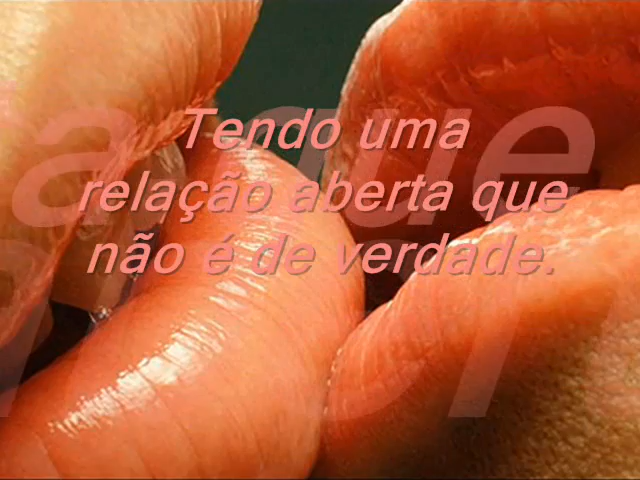 Tendo uma
relação aberta que
não é de verdade.